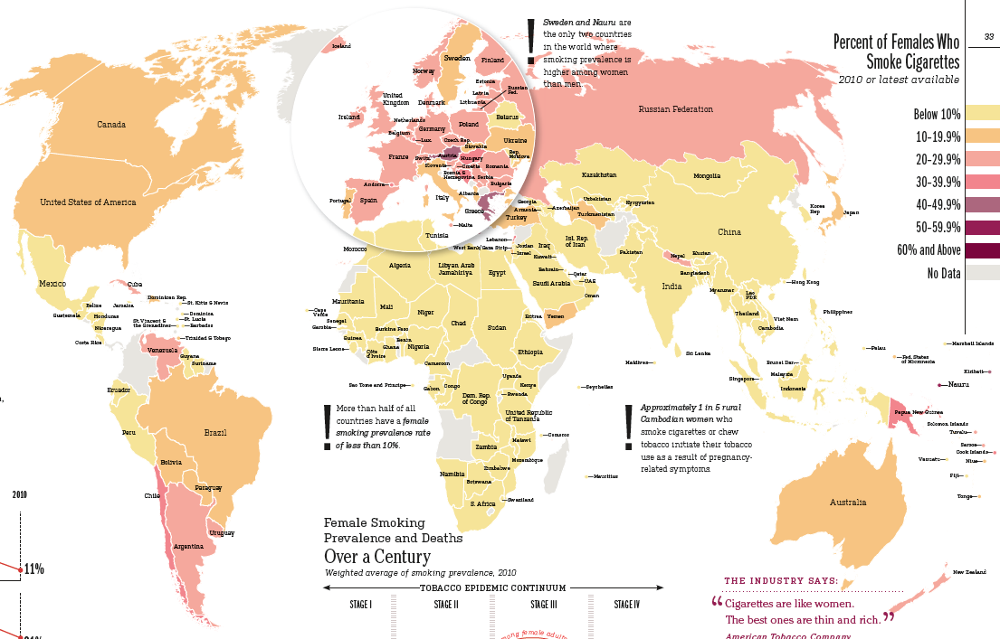 33
Percent of Females Who
Smoke Cigarettes
2010 or latest available
Below 10%
10–19.9%
20–29.9%
30–39.9%
40–49.9%
50–59.9%
60% and Above
No Data
Sweden and Nauru are
the only two countries
in the world where
smoking prevalence is
higher among women
than men.
Iceland
Sweden
Finland
Norway
Estonia
Latvia
Russian
Fed.
Lithuania
United
Kingdom
Denmark
Ireland
Netherlands
Belarus
Belgium
Germany
Poland
Lux.
Czech Rep.
Ukraine
Slovakia
France
Switz.
Austria
Hungary
Rep.
Moldova
Slovenia
Croatia
Romania
Bosnia &
Herzegovina
Serbia
Bulgaria
Andorra
Italy
Albania
Portugal
Spain
Greece
Malta
Tunisia
Canada
United States of America
Mexico
Cuba
Dominican Rep.
St. Kitts & Nevis
Belize
Jamaica
Dominica
St. Lucia
Barbados
Guatemala
Honduras
St. Vincent &
the Grenadines
Nicaragua
Costa Rica
Trinidad & Tobago
Venezuela
Guyana
Suriname
Ecuador
Peru
Brazil
Bolivia
Paraguay
Chile
Uruguay
Argentina
Russian Federation
Kazakhstan
Mongolia
Georgia
Armenia
Azerbaijan
Uzbekistan
Kyrgyzstan
Turkmenistan
Turkey
Korea
Rep
Japan
China
Lebanon
West Bank/Gaza Strip
Jordan
Israel
Iraq
Isl. Rep.
of Iran
Kuwait
Pakistan
Nepal
Bhutan
Bahrain
Qatar
UAE
Saudi Arabia
Oman
Yemen
India
Bangladesh
Hong Kong
Myanmar
Lao
PDR
Thailand
Viet Nam
Cambodia
Philippines
Sri Lanka
Maldives
Brunei Dar.
Malaysia
Singapore
Indonesia
Palau
Marshall Islands
Fed. States
of Micronesia
Kiribati
Nauru
Papua New Guinea
Solomon Islands
Tuvalu
Samoa
Cook Islands
Vanuatu
Niue
Fiji
Tonga
Australia
New Zealand
Morocco
Algeria
Libyan Arab
Jamahiriya
Egypt
Mauritania
Mali
Niger
Chad
Sudan
Eritrea
Cape
Verde
Senegal
Gambia
Burkina Faso
Guinea
Benin
Ghana
Nigeria
Côte
d'Ivoire
Sierra Leone
Ethiopia
Cameroon
Sao Tome and Principe
Gabon
Congo
Uganda
Kenya
Rwanda
Dem. Rep.
of Congo
Seychelles
United Republic
of Tanzania
Comoros
Malawi
Zambia
Mozambique
Zimbabwe
Namibia
Botswana
Mauritius
S. Africa
Swaziland
More than half of all
countries have a female
smoking prevalence rate
of less than 10%.
Approximately 1 in 5 rural
Cambodian women who
smoke cigarettes or chew
tobacco initiate their tobacco
use as a result of pregnancy-
related symptoms.
2010
11%
Female Smoking
Prevalence and Deaths
Over a Century
Weighted average of smoking prevalence, 2010
TOBACCO EPIDEMIC CONTINUUM
STAGE I
STAGE II
STAGE III
STAGE IV
among female adults
THE INDUSTRY SAYS:
“Cigarettes are like women.
The best ones are thin and rich.”
American Tobacco Company